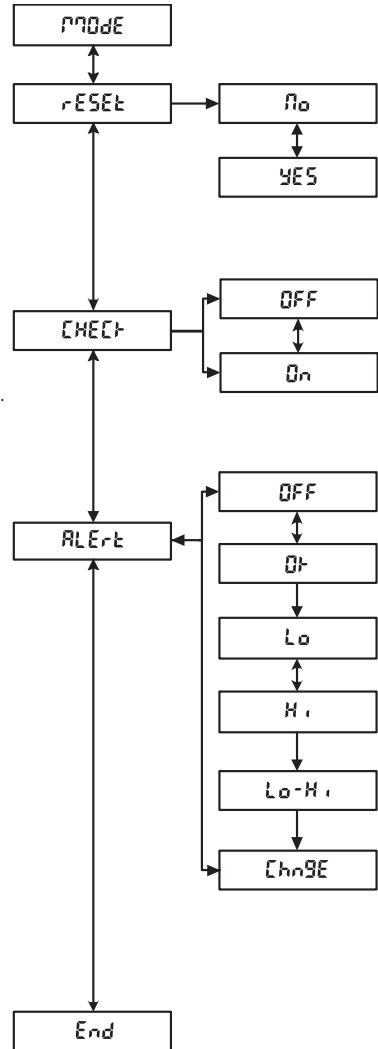 MODE
rESEt
No
YES
CHECk
OFF
On
.
ALErt
OFF
Ok
Lo
Hi
Lo-Hi
ChngE
End